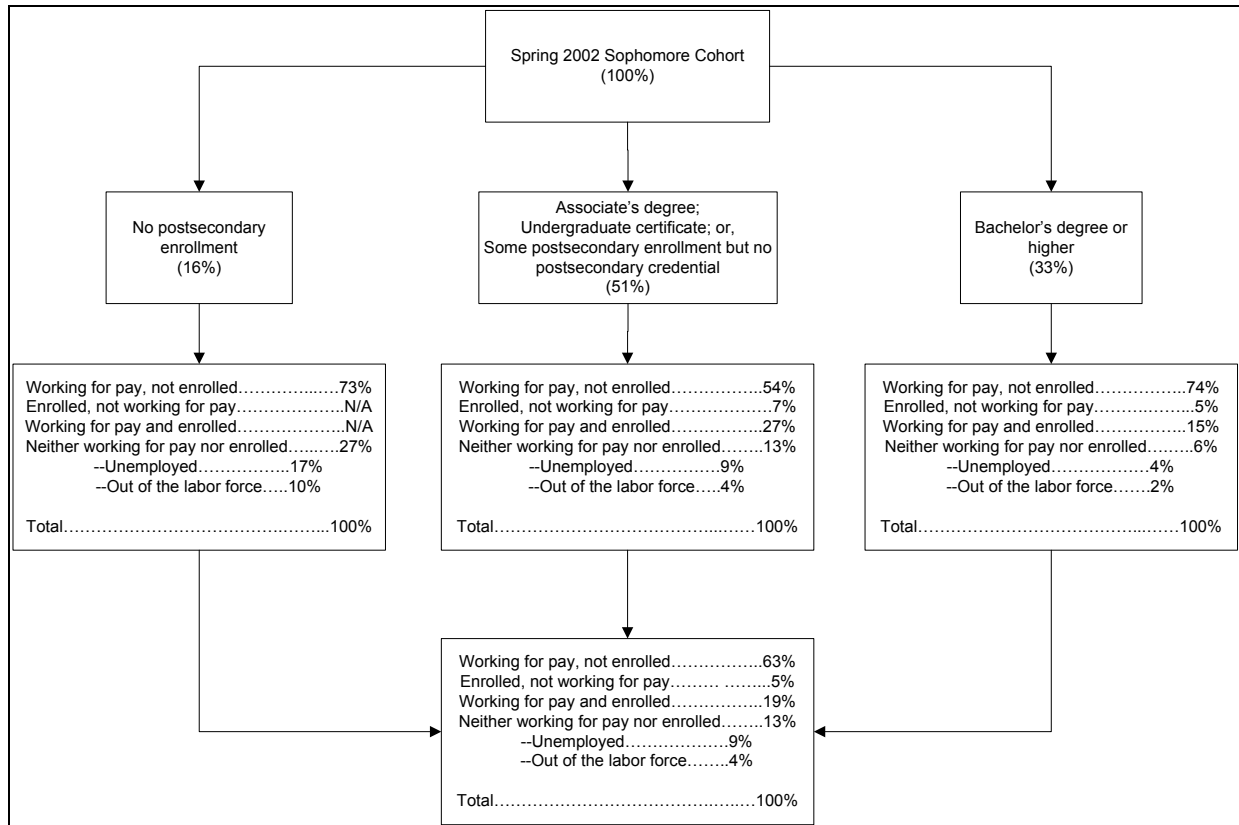 Spring 2002 Sophomore Cohort
(100%)
No postsecondary
enrollment
(16%)
Associate’s degree;
Undergraduate certificate; or,
Some postsecondary enrollment but no
postsecondary credential
(51%)
Bachelor’s degree or
higher
(33%)
Working for pay, not enrolled…………..….73%
Enrolled, not working for pay………………….N/A
Working for pay and enrolled………………….N/A
Neither working for pay nor enrolled…...….27%
--Unemployed…………….17%
--Out of the labor force…..10%
Total…………………………………………...100%
Working for pay, not enrolled………………54%
Enrolled, not working for pay……………...…7%
Working for pay and enrolled………………27%
Neither working for pay nor enrolled……..13%
--Unemployed………………...9%
--Out of the labor force…..4%
Total………………………………………...……100%
Working for pay, not enrolled……………….…..74%
Enrolled, not working for pay………….…….…...5%
Working for pay and enrolled……………….…..15%
Neither working for pay nor enrolled….…..6%
--Unemployed………………….4%
--Out of the labor force…….2%
Total…………………………………………...……100%
Working for pay, not enrolled……………..63%
Enrolled, not working for pay……… ……...5%
Working for pay and enrolled……………..19%
Neither working for pay nor enrolled……..13%
--Unemployed………………….9%
--Out of the labor force……..4%
Total……………………………………..…..…100%